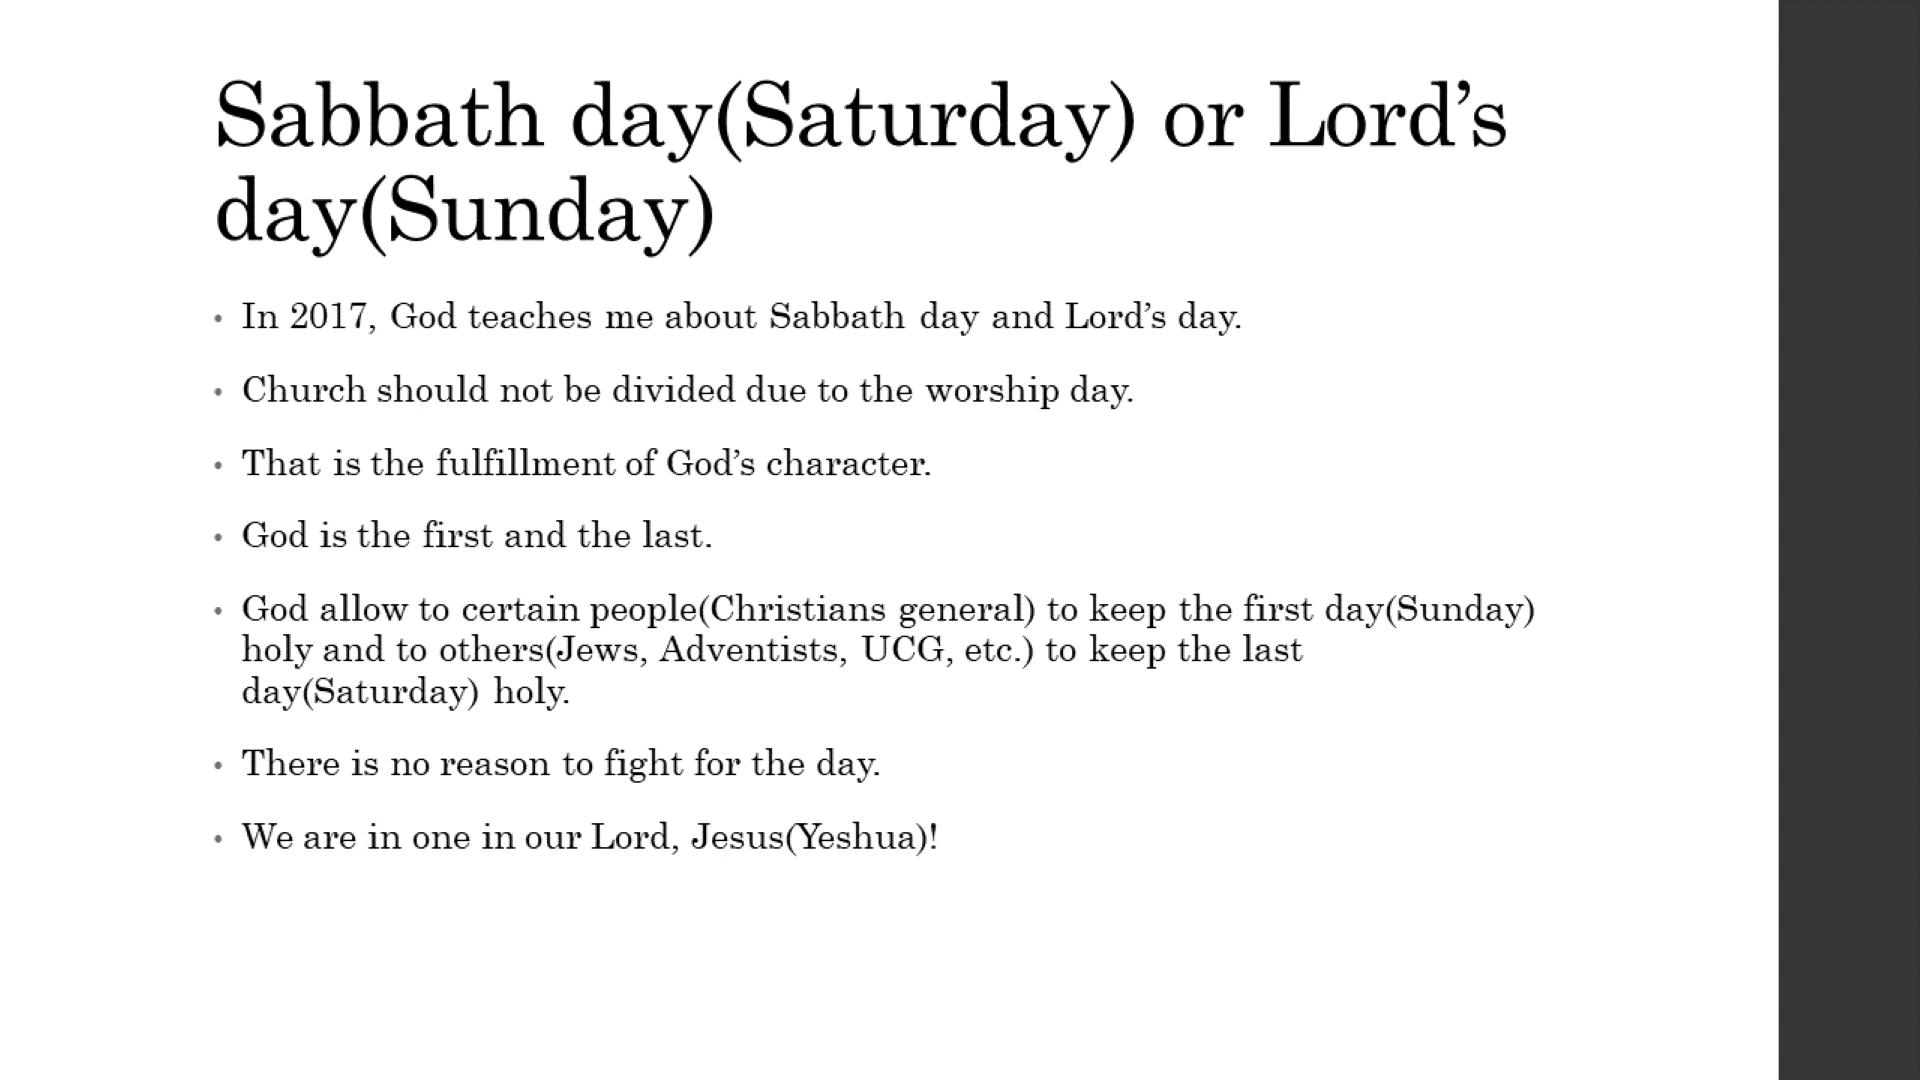 Sabbath day(Saturday) or Lord’s
day(Sunday)
• In 2017, God teaches me about Sabbath day and Lord’s day.
• Church should not be divided due to the worship day.
• That is the fulfillment of God’s character.
• God is the first and the last.
• God allow to certain people(Christians general) to keep the first day(Sunday)
holy and to others(Jews, Adventists, UCG, etc.) to keep the last
day(Saturday) holy.
• There is no reason to fight for the day.
• We are in one in our Lord, Jesus(Yeshua)!